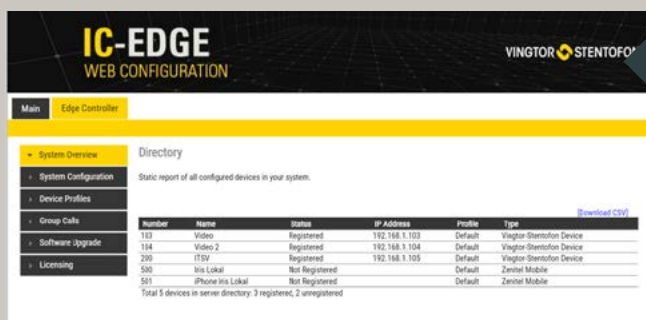 IC-EDGE
WEB CONFIGURATION
VINGTOR STENTOFON
Main Edge Controller
System Overview
System Configuration
Device Profiles
Group Calls
Software Upgrade
Licensing
Directory
Static report of all configured devices in your system.
[Download CSV]
Number Name Status IP Address Profile Type
103 Video Registered 192.168.1.103 Default Vingtor-Stentofon Device
104 Video 2 Registered 192.168.1.104 Default Vingtor-Stentofon Device
200 ITSV Registered 192.168.1.105 Default Vingtor-Stentofon Device
500 Iris Lokal Not Registered Default Zenitel Mobile
501 iPhone Iris Lokal Not Registered Default Zenitel Mobile
Total 5 devices in server directory: 3 registered, 2 unregistered